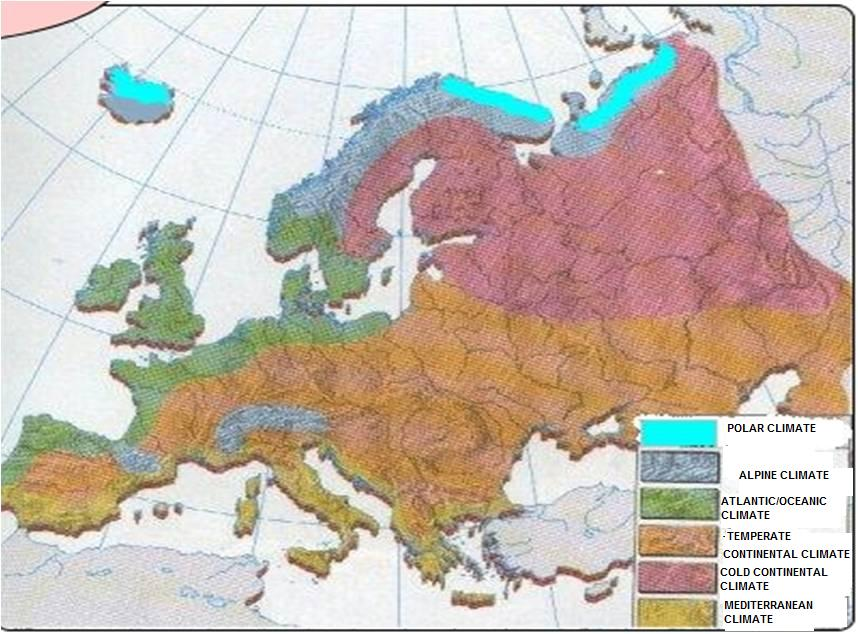 POLAR CLIMATE
ALPINE CLIMATE
ATLANTIC/OCEANIC
CLIMATE
TEMPERATE
CONTINENTAL CLIMATE
COLD CONTINENTAL
CLIMATE
MEDITERRANEAN
CLIMATE